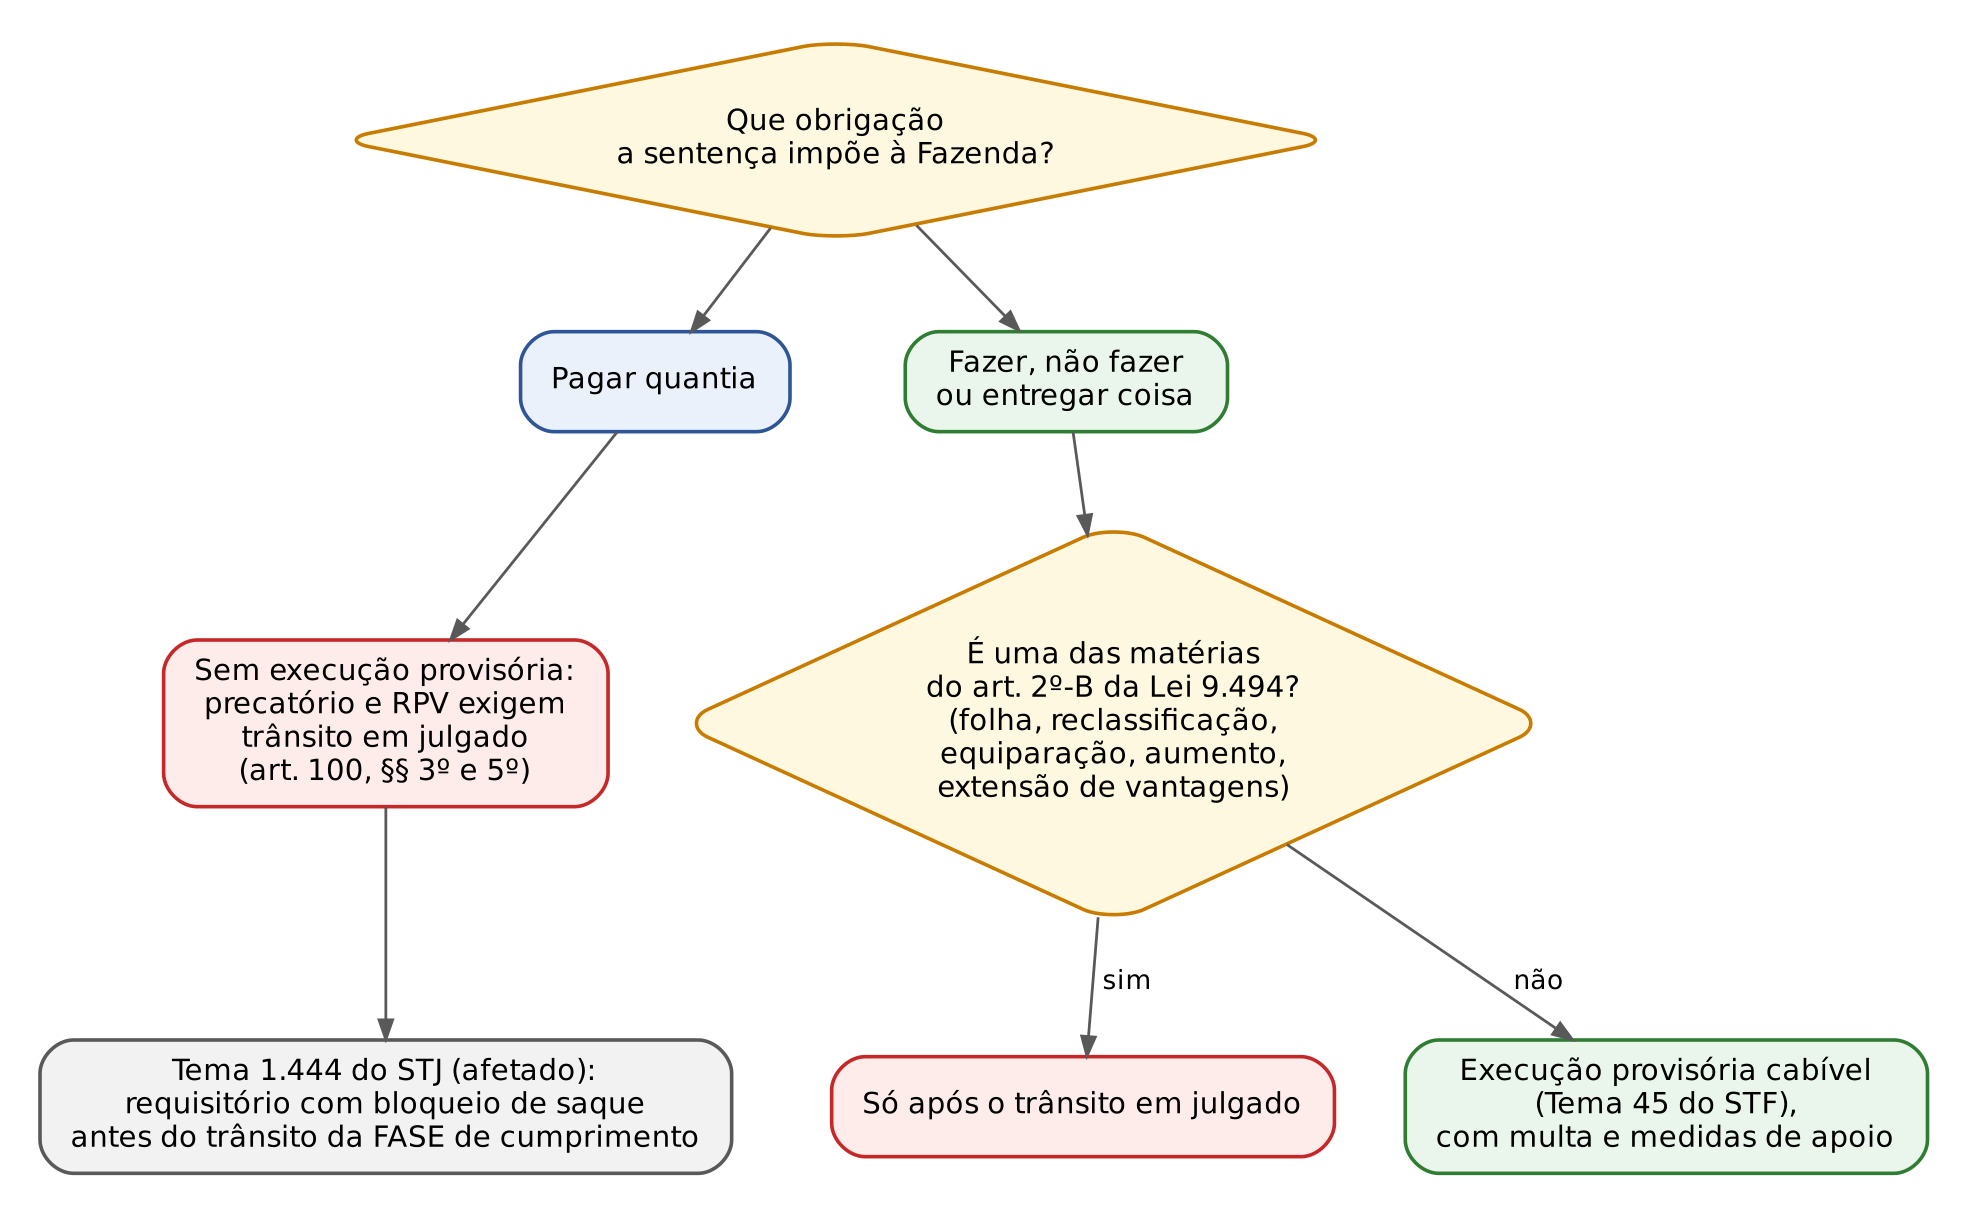 Que obrigação
a sentença impõe à Fazenda?
Pagar quantia
Fazer, não fazer
ou entregar coisa
Sem execução provisória:
precatório e RPV exigem
trânsito em julgado
(art. 100, §§ 3º e 5º)
É uma das matérias
do art. 2º-B da Lei 9.494?
(folha, reclassificação,
equiparação, aumento,
extensão de vantagens)
sim
não
Tema 1.444 do STJ (afetado):
requisitório com bloqueio de saque
antes do trânsito da FASE de cumprimento
Só após o trânsito em julgado
Execução provisória cabível
(Tema 45 do STF),
com multa e medidas de apoio